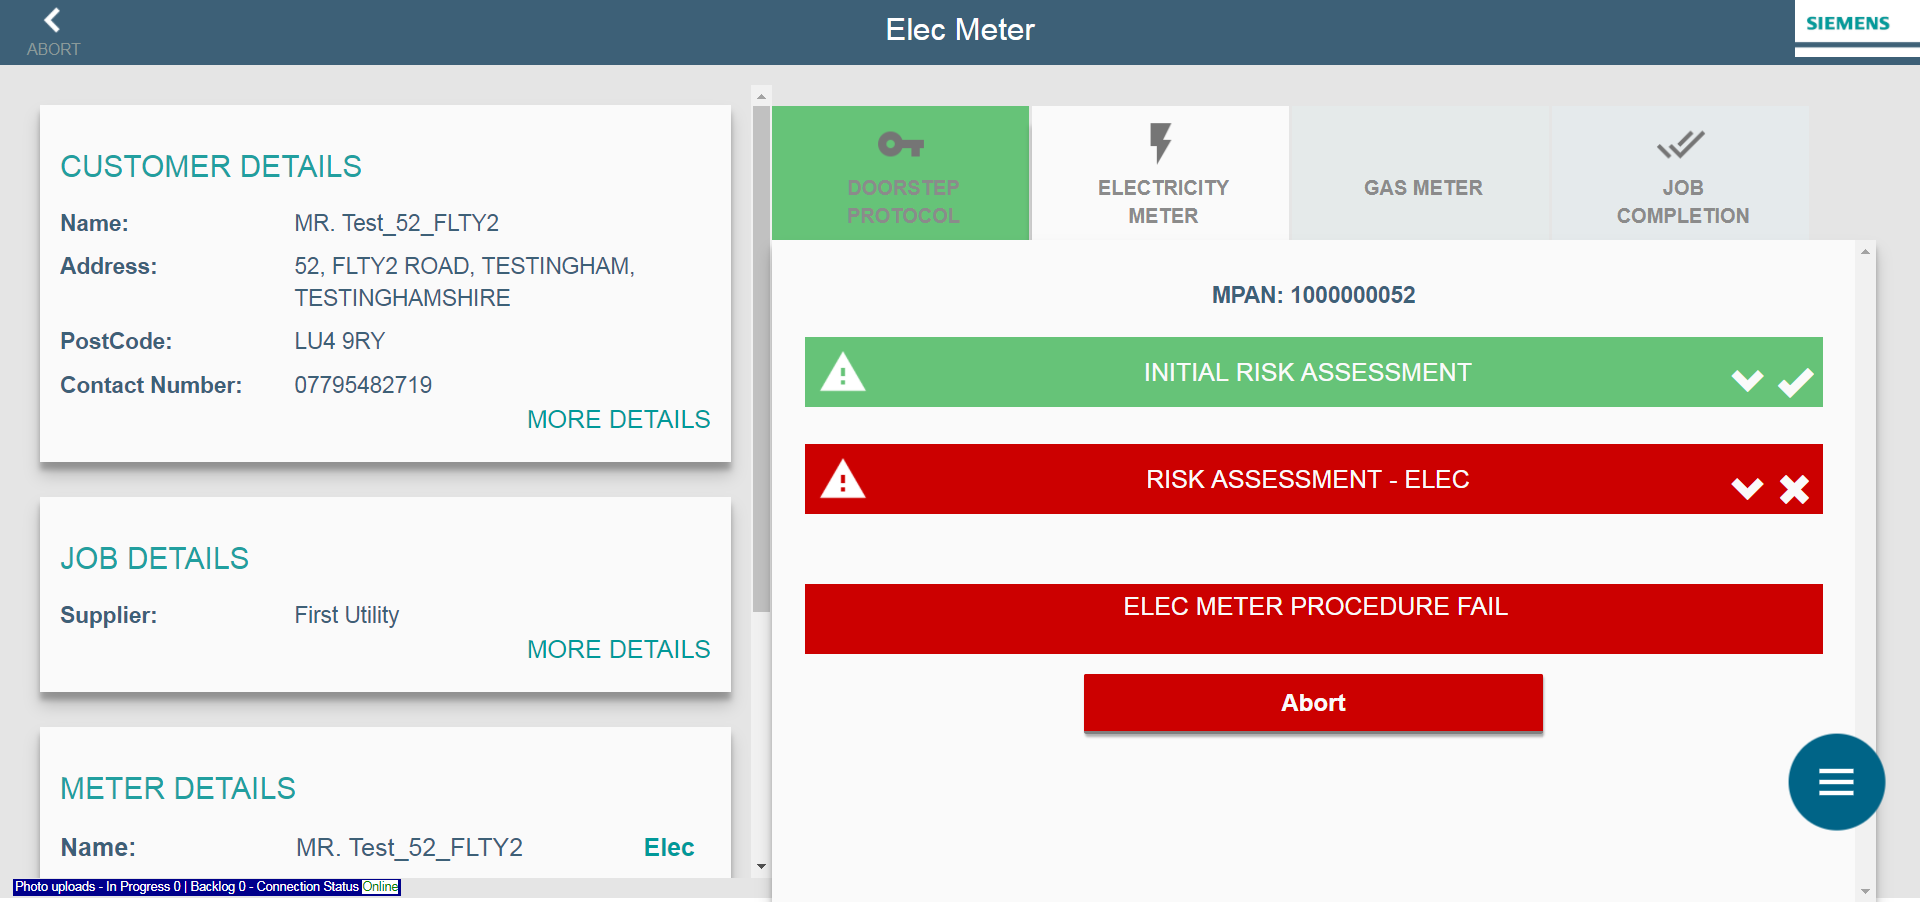 ABORT
Elec Meter
SIEMENS
CUSTOMER DETAILS
Name: MR. Test_52_FLTY2
Address: 52, FLTY2 ROAD, TESTINGHAM,
TESTINGHAMSHIRE
PostCode: LU4 9RY
Contact Number: 07795482719
MORE DETAILS
JOB DETAILS
Supplier: First Utility
MORE DETAILS
METER DETAILS
Name: MR. Test_52_FLTY2 Elec
Photo uploads - In Progress 0 | Backlog 0 - Connection Status Online
DOORSTEP
PROTOCOL
ELECTRICITY
METER
GAS METER
JOB
COMPLETION
MPAN: 1000000052
INITIAL RISK ASSESSMENT
RISK ASSESSMENT - ELEC
ELEC METER PROCEDURE FAIL
Abort